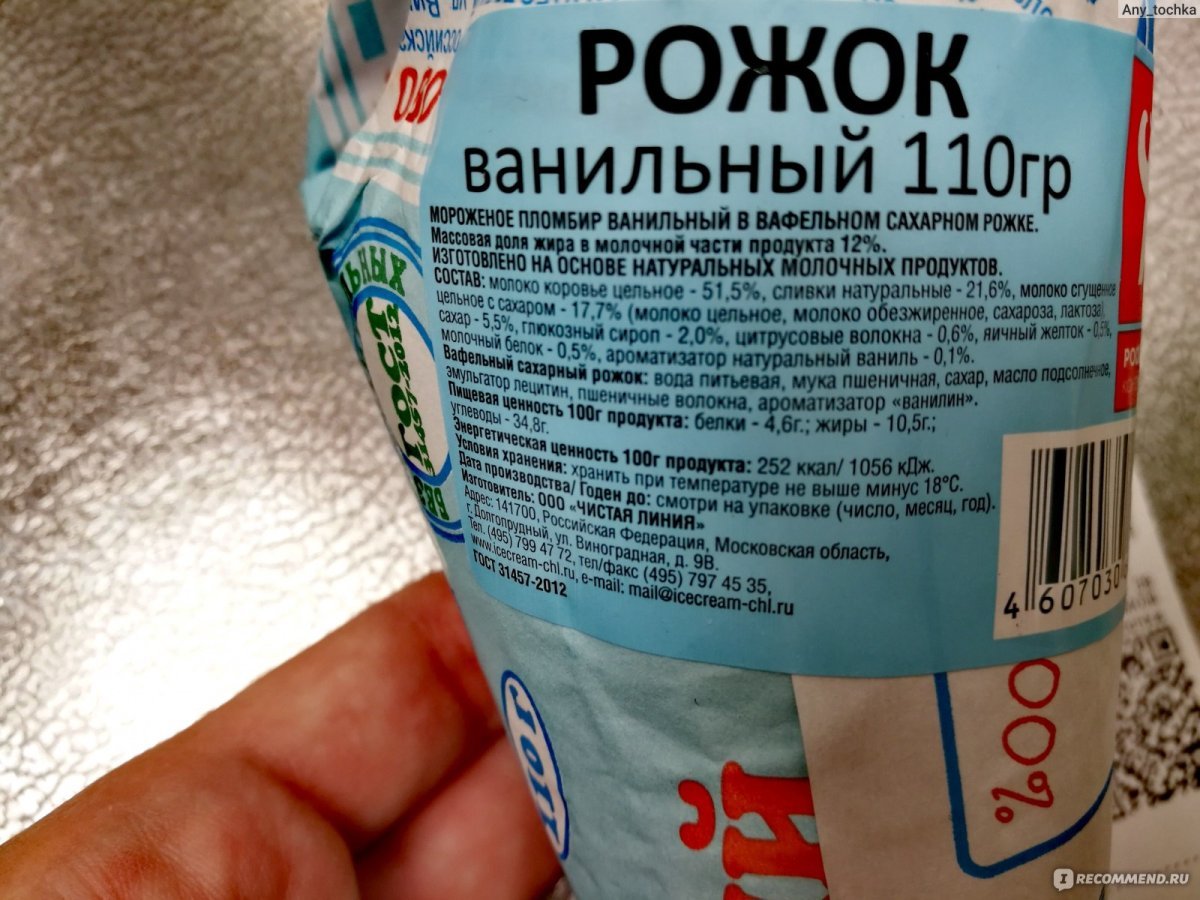 Any_tochka
РОЖОК
ванильный 110гр
МОРОЖЕНОЕ ПЛОМБИР ВАНИЛЬНЫЙ В ВАФЕЛЬНОМ САХАРНОМ РОЖКЕ.
Массовая доля жира в молочной части продукта 12%.
ИЗГОТОВЛЕНО НА ОСНОВЕ НАТУРАЛЬНЫХ МОЛОЧНЫХ ПРОДУКТОВ.
СОСТАВ: молоко коровье цельное - 51,5%, сливки натуральные - 21,6%, молоко сгущенное
цельное с сахаром - 17,7% (молоко цельное, молоко обезжиренное, сахароза, лактоза),
сахар - 5,5%, глюкозный сироп - 2,0%, цитрусовые волокна - 0,6%, яичный желток - 0,5%,
молочный белок - 0,5%, ароматизатор натуральный ваниль - 0,1%.
Вафельный сахарный рожок: вода питьевая, мука пшеничная, сахар, масло подсолнечное,
эмульгатор лецитин, пшеничные волокна, ароматизатор «ванилин».
Пищевая ценность 100г продукта: белки - 4,6г.; жиры - 10,5г.;
углеводы - 34,8г.
Энергетическая ценность 100г продукта: 252 ккал/ 1056 кДж.
Условия хранения: хранить при температуре не выше минус 18°С.
Дата производства/ Годен до: смотри на упаковке (число, месяц, год).
Изготовитель: ООО "ЧИСТАЯ ЛИНИЯ"
Адрес: 141700, Российская Федерация, Московская область,
г. Долгопрудный, ул. Виноградная, д. 9В.
Тел. (495) 799 47 72, тел/факс (495) 797 45 35,
www.icecream-chl.ru, e-mail: mail@icecream-chl.ru
ГОСТ 31457-2012
ЬНЫХ
ГОСТ
31457-2012
4 607030
00%
Й
IRECOMMEND.RU